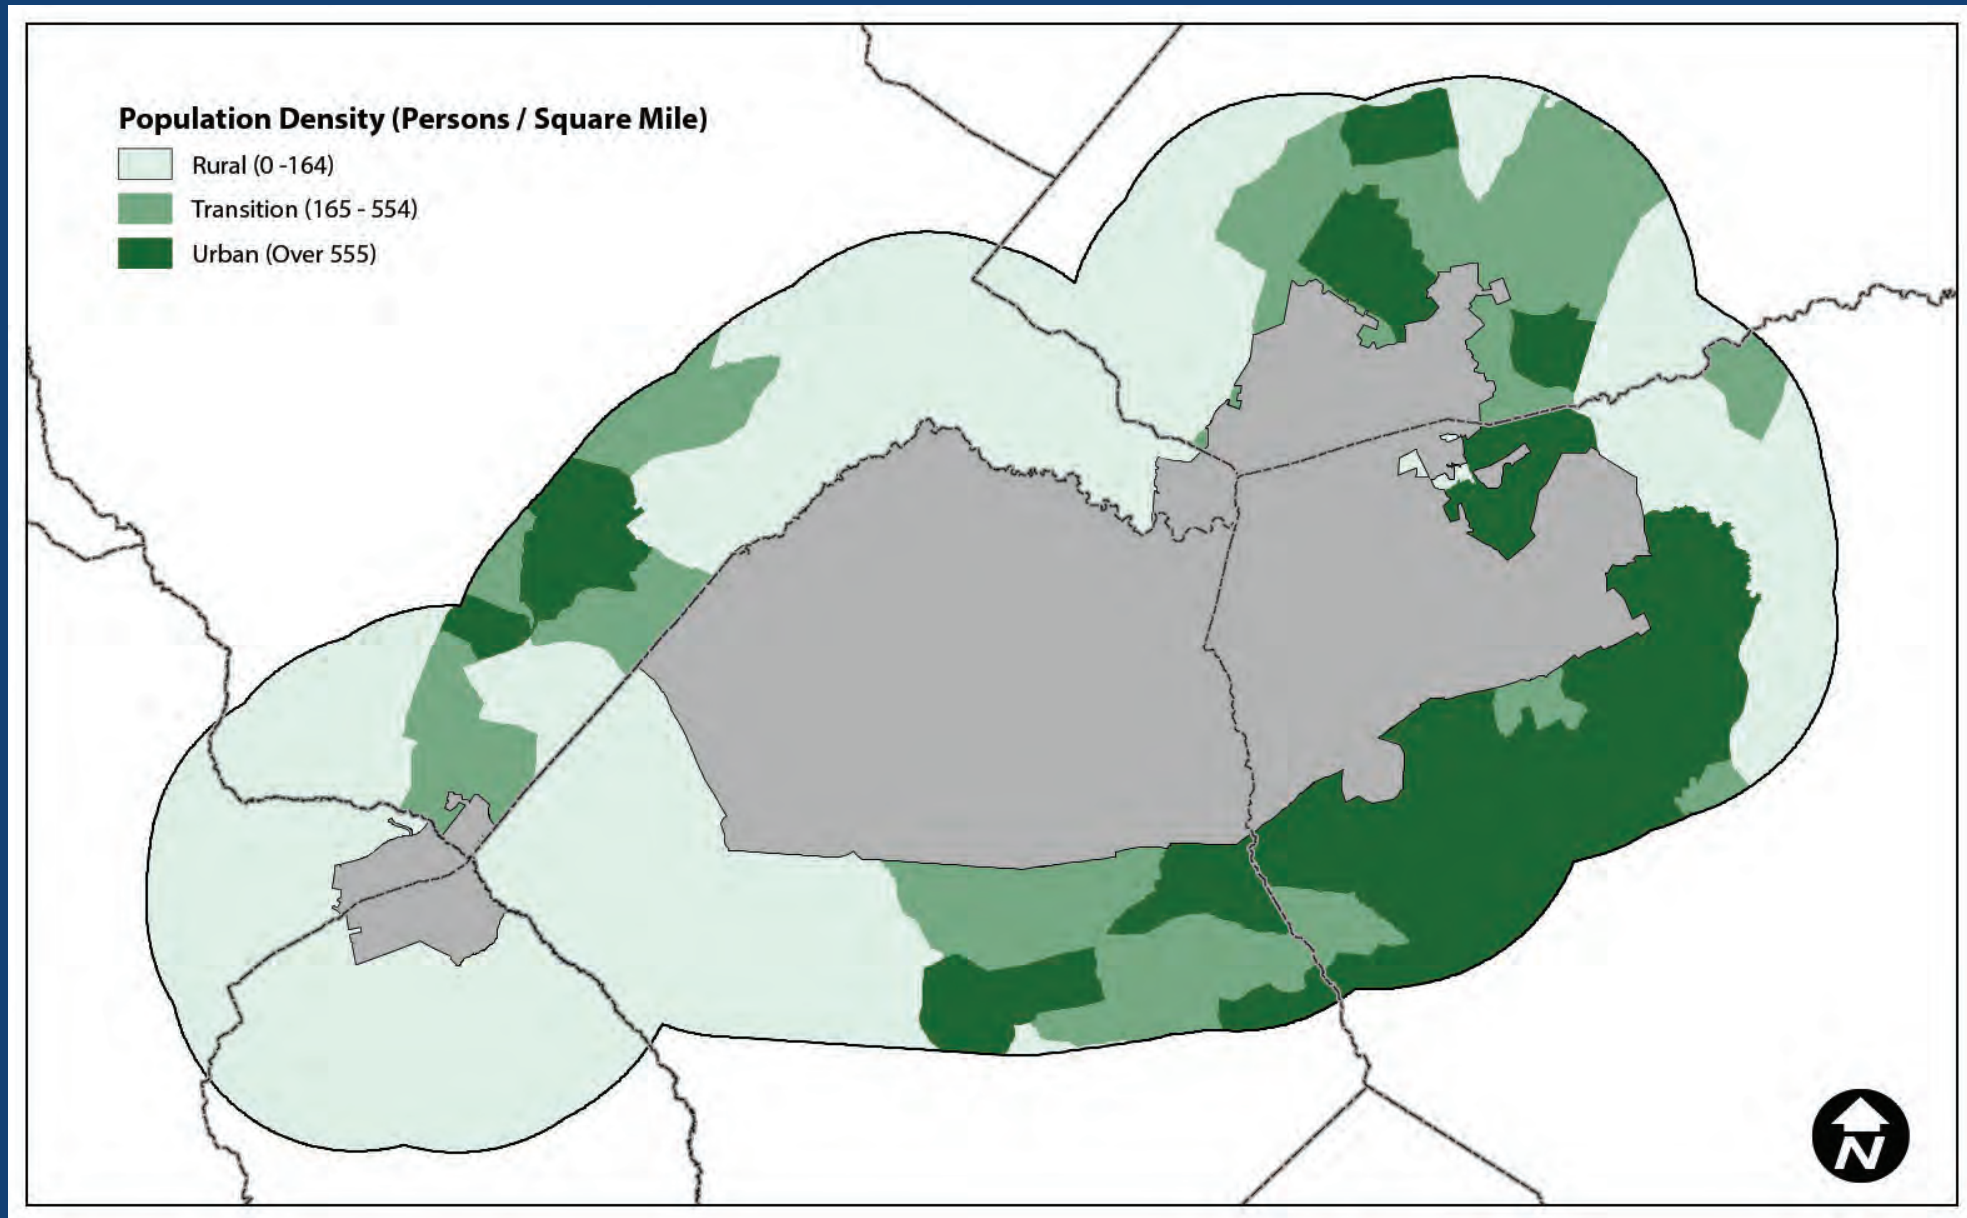 Population Density (Persons / Square Mile)
Rural (0 -164)
Transition (165 - 554)
Urban (Over 555)
N